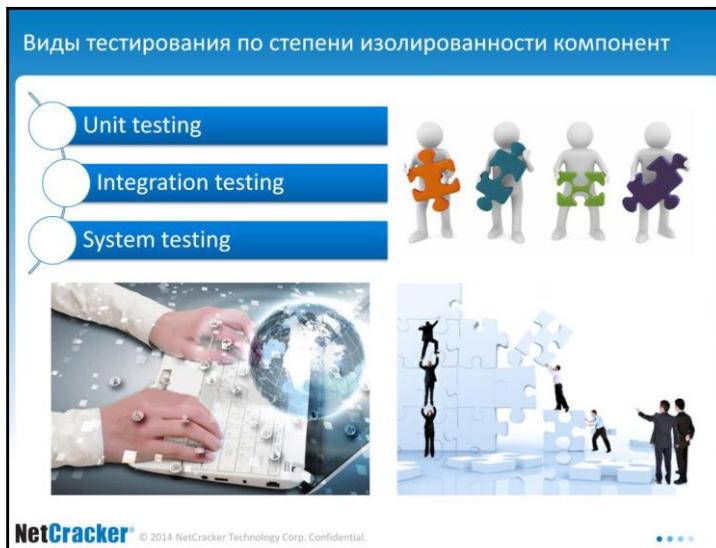 Виды тестирования по степени изолированности компонент
Unit testing
Integration testing
System testing
NetCracker® © 2014 NetCracker Technology Corp. Confidential.